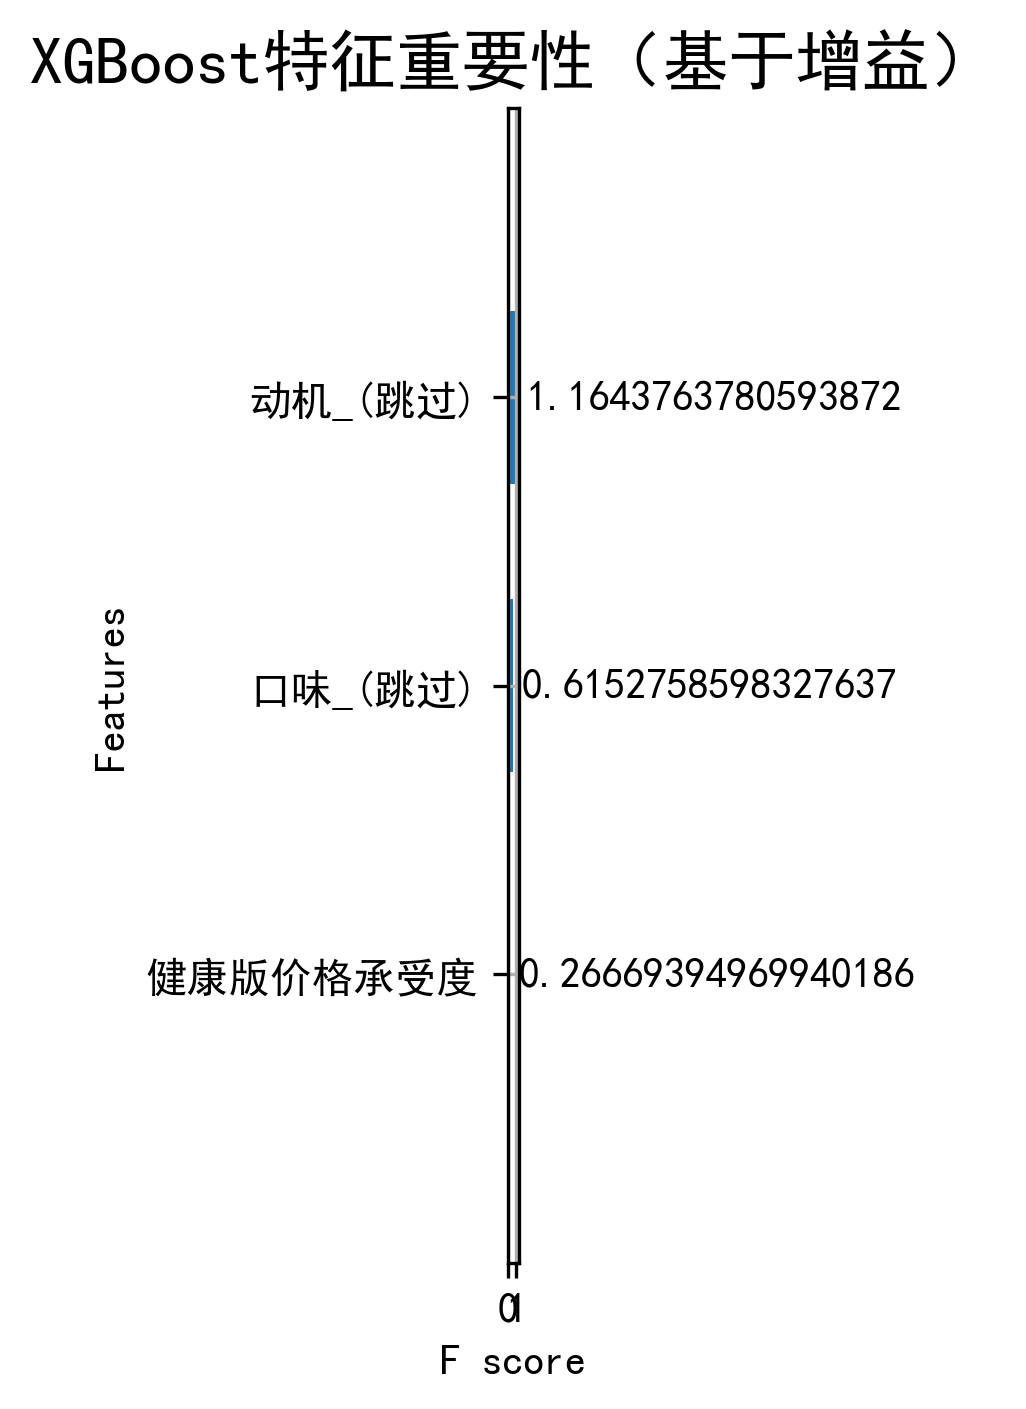 XGBoost特征重要性（基于增益）
动机_(跳过)
1.1643763780593872
口味_(跳过)
0.6152758598327637
健康版价格承受度
0.26669394969940186
Features
0
1
F score